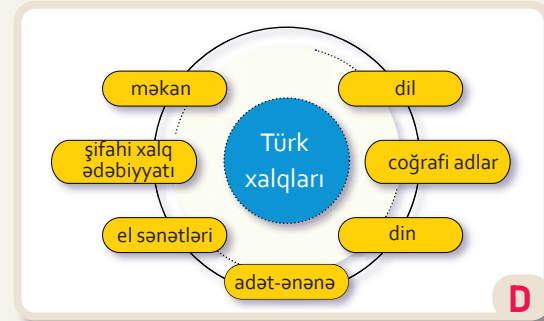 Türk
xalqları
məkan
dil
şifahi xalq
ədəbiyyatı
coğrafi adlar
el sənətləri
din
adət-ənənə
D